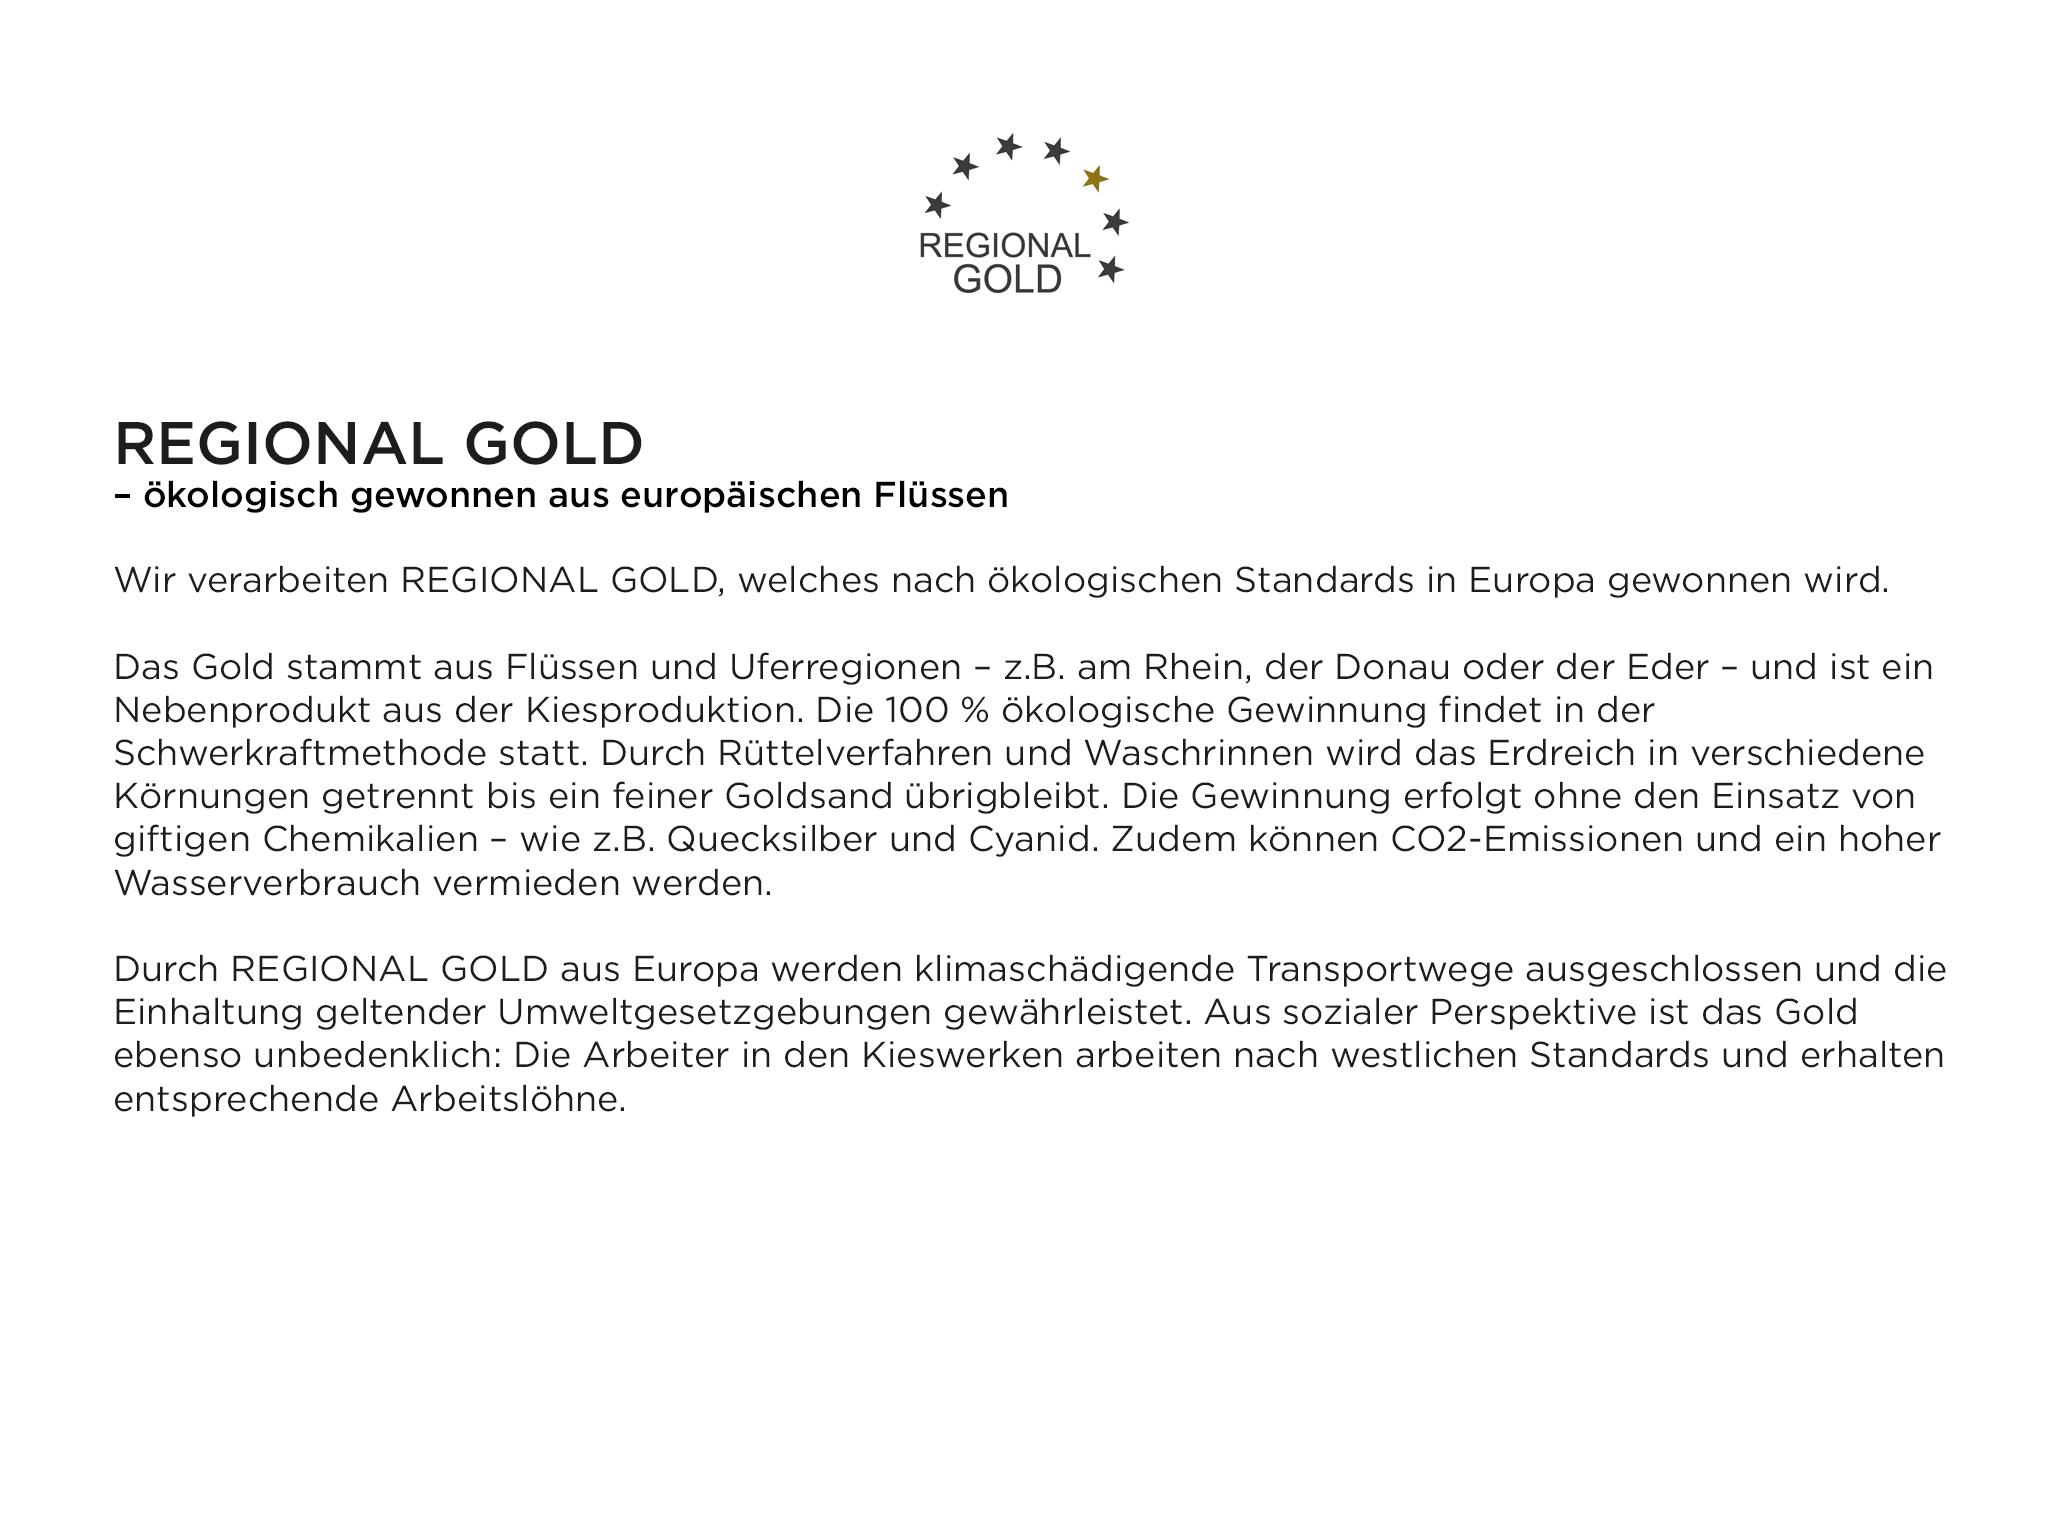 REGIONAL
GOLD
REGIONAL GOLD
– ökologisch gewonnen aus europäischen Flüssen
Wir verarbeiten REGIONAL GOLD, welches nach ökologischen Standards in Europa gewonnen wird.
Das Gold stammt aus Flüssen und Uferregionen – z.B. am Rhein, der Donau oder der Eder – und ist ein
Nebenprodukt aus der Kiesproduktion. Die 100 % ökologische Gewinnung findet in der
Schwerkraftmethode statt. Durch Rüttelverfahren und Waschrinnen wird das Erdreich in verschiedene
Körnungen getrennt bis ein feiner Goldsand übrigbleibt. Die Gewinnung erfolgt ohne den Einsatz von
giftigen Chemikalien – wie z.B. Quecksilber und Cyanid. Zudem können CO2-Emissionen und ein hoher
Wasserverbrauch vermieden werden.
Durch REGIONAL GOLD aus Europa werden klimaschädigende Transportwege ausgeschlossen und die
Einhaltung geltender Umweltgesetzgebungen gewährleistet. Aus sozialer Perspektive ist das Gold
ebenso unbedenklich: Die Arbeiter in den Kieswerken arbeiten nach westlichen Standards und erhalten
entsprechende Arbeitslöhne.